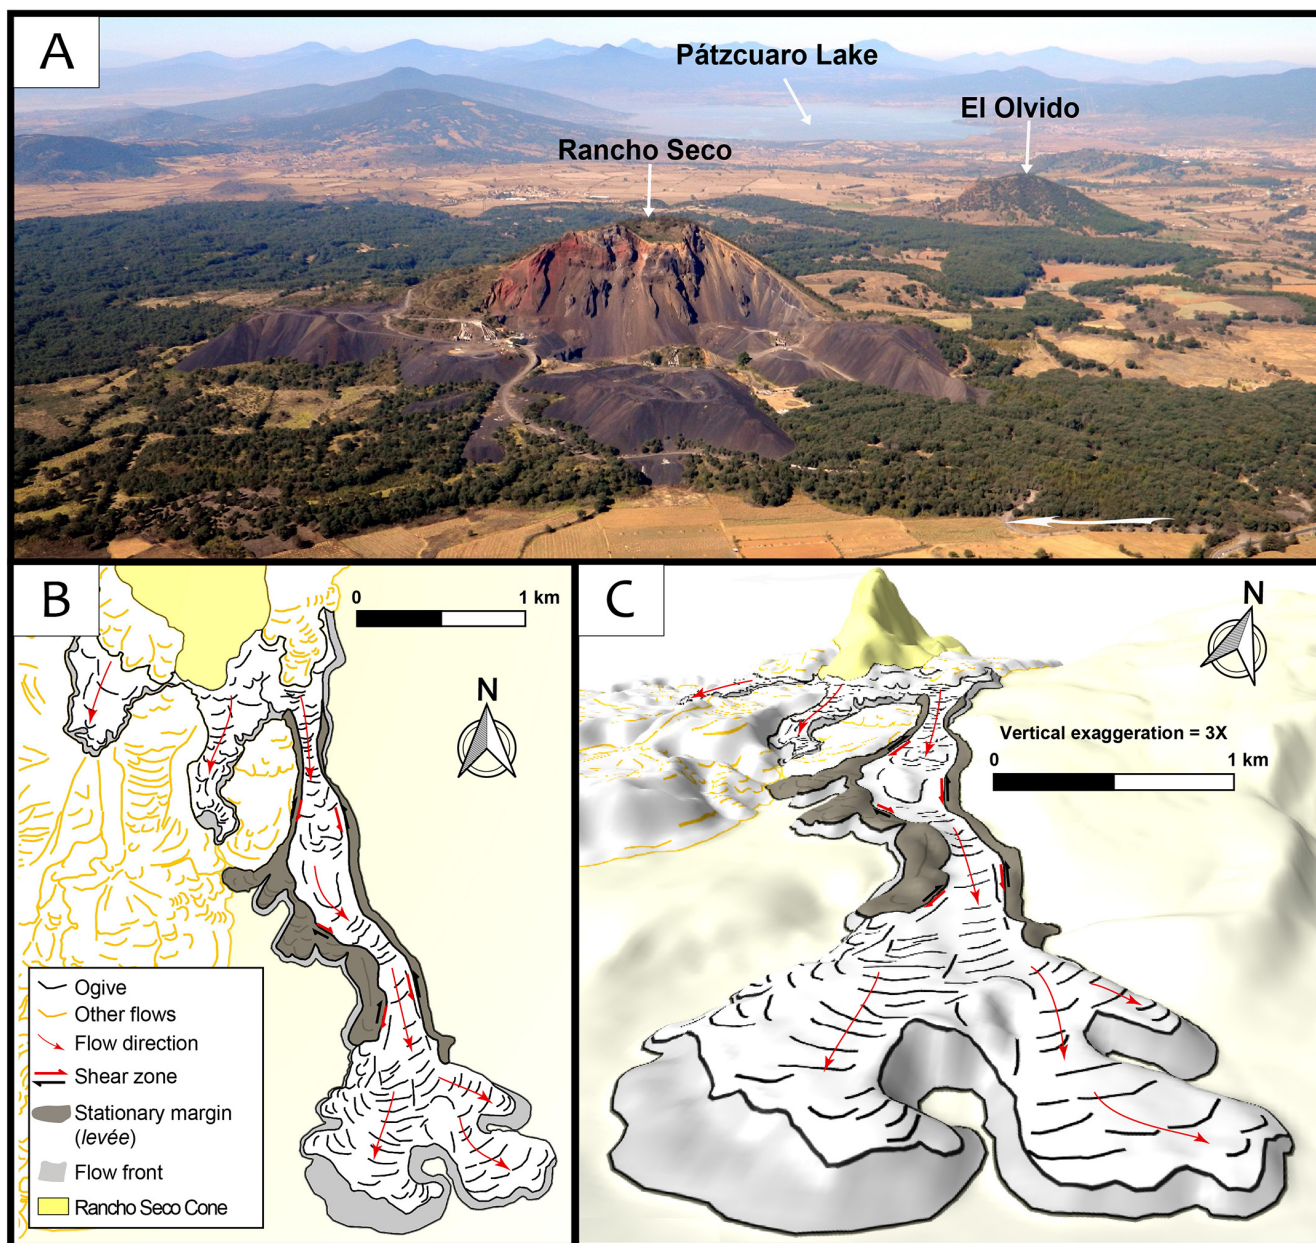 A
Pátzcuaro Lake
El Olvido
Rancho Seco
B
0 1 km
N
Ogive
Other flows
Flow direction
Shear zone
Stationary margin
(levée)
Flow front
Rancho Seco Cone
C
N
Vertical exaggeration = 3X
0 1 km